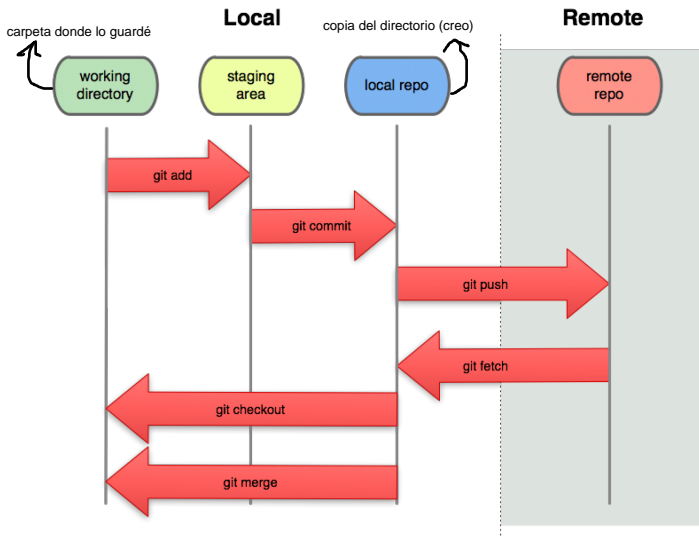 Local
Remote
carpeta donde lo guardé
copia del directorio (creo)
working
directory
staging
area
local repo
remote
repo
git add
git commit
git push
git fetch
git checkout
git merge